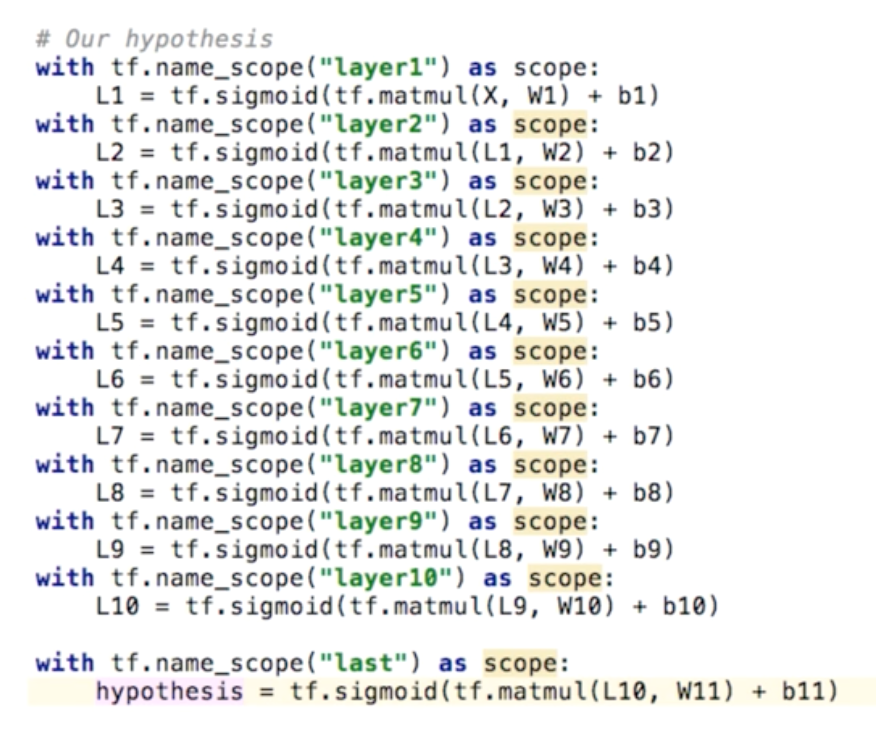 # Our hypothesis
with tf.name_scope("layer1") as scope:
    L1 = tf.sigmoid(tf.matmul(X, W1) + b1)
with tf.name_scope("layer2") as scope:
    L2 = tf.sigmoid(tf.matmul(L1, W2) + b2)
with tf.name_scope("layer3") as scope:
    L3 = tf.sigmoid(tf.matmul(L2, W3) + b3)
with tf.name_scope("layer4") as scope:
    L4 = tf.sigmoid(tf.matmul(L3, W4) + b4)
with tf.name_scope("layer5") as scope:
    L5 = tf.sigmoid(tf.matmul(L4, W5) + b5)
with tf.name_scope("layer6") as scope:
    L6 = tf.sigmoid(tf.matmul(L5, W6) + b6)
with tf.name_scope("layer7") as scope:
    L7 = tf.sigmoid(tf.matmul(L6, W7) + b7)
with tf.name_scope("layer8") as scope:
    L8 = tf.sigmoid(tf.matmul(L7, W8) + b8)
with tf.name_scope("layer9") as scope:
    L9 = tf.sigmoid(tf.matmul(L8, W9) + b9)
with tf.name_scope("layer10") as scope:
    L10 = tf.sigmoid(tf.matmul(L9, W10) + b10)

with tf.name_scope("last") as scope:
    hypothesis = tf.sigmoid(tf.matmul(L10, W11) + b11)